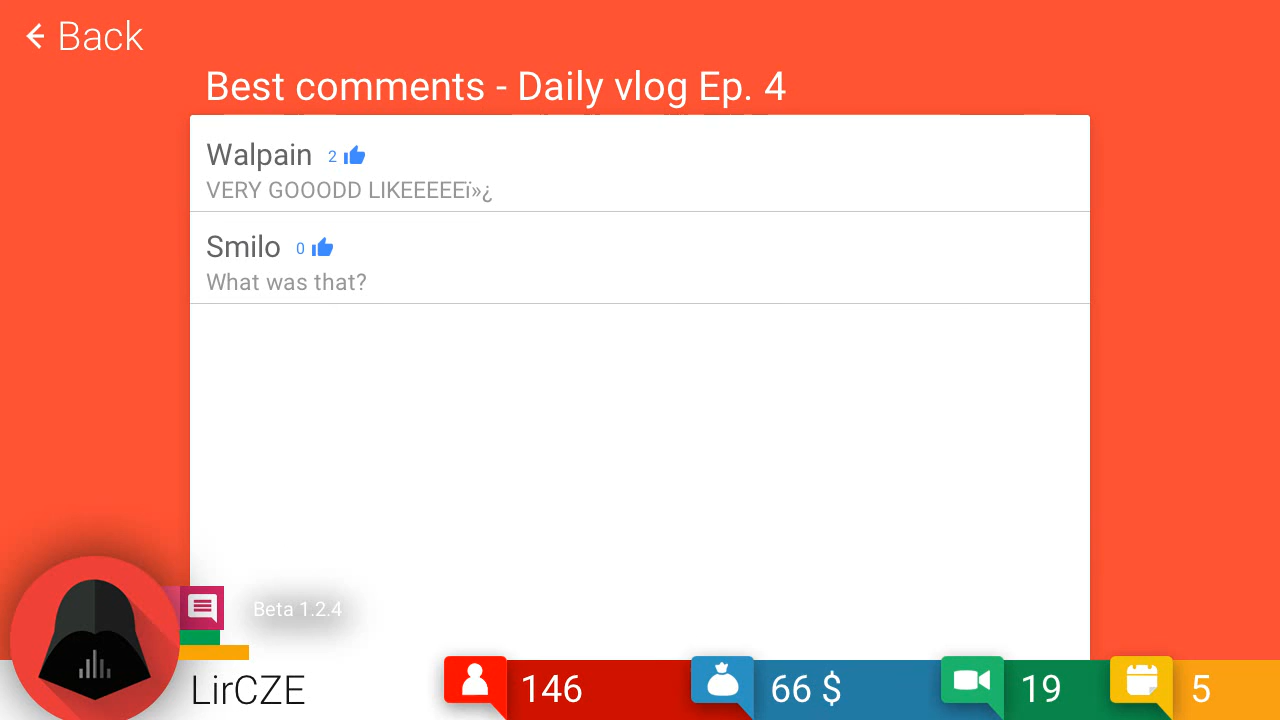 Back
Best comments - Daily vlog Ep. 4
Walpain 2
VERY GOOODD LIKEEEEEï»¿
Smilo 0
What was that?
Beta 1.2.4
LirCZE 146 66 $ 19 5